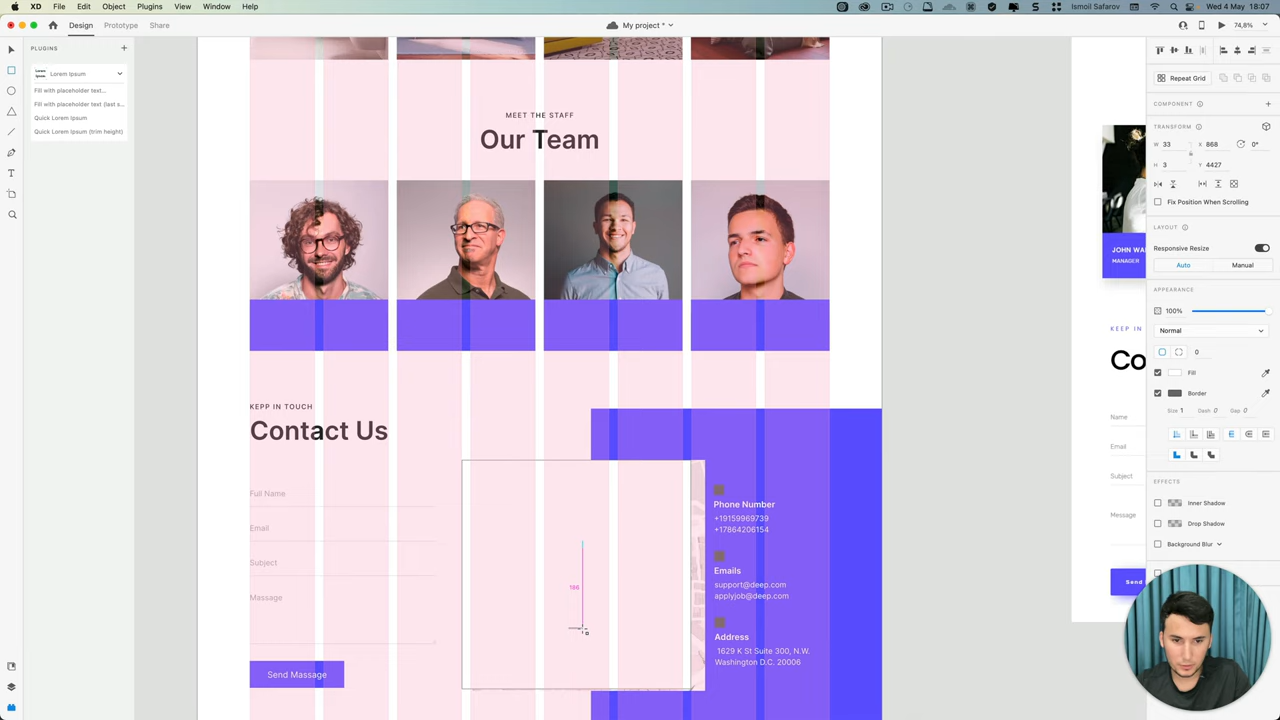 XD File Edit Object Plugins View Window Help
Ismoil Safarov
Wed 4 May 18:07
Design Prototype Share
My project *
74,8%
PLUGINS
Lorem Ipsum
Lorem Ipsum
Fill with placeholder text...
Fill with placeholder text (last s...
Quick Lorem Ipsum
Quick Lorem Ipsum (trim height)
MEET THE STAFF
Our Team
KEPP IN TOUCH
Contact Us
Full Name
Email
Subject
Massage
Send Massage
166
Phone Number
+19159969739
+17864206154
Emails
support@deep.com
applyjob@deep.com
Address
1629 K St Suite 300, N.W.
Washington D.C. 20006
JOHN WA
MANAGER
KEEP IN
Co
Name
Email
Subject
Message
Send
Repeat Grid
COMPONENT
TRANSFORM
W 33 X 868 0°
H 3 Y 4427
Fix Position When Scrolling
LAYOUT
Responsive Resize
Auto Manual
APPEARANCE
100%
Normal
0
Fill
Border
Size 1 Dash 0 Gap 0
EFFECTS
Inner Shadow
Drop Shadow
Background Blur